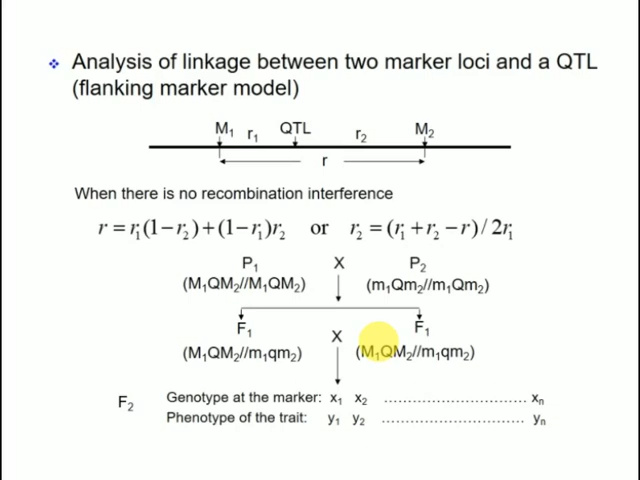 ❖ Analysis of linkage between two marker loci and a QTL
(flanking marker model)
M₁ r₁ QTL r₂ M₂
r
When there is no recombination interference
r = r₁(1 − r₂) + (1 − r₁)r₂ or r₂ = (r₁ + r₂ − r) / 2r₁
P₁ X P₂
(M₁QM₂//M₁QM₂) (m₁Qm₂//m₁Qm₂)
F₁ X F₁
(M₁QM₂//m₁qm₂) (M₁QM₂//m₁qm₂)
F₂ Genotype at the marker: x₁ x₂ ........................... xₙ
Phenotype of the trait: y₁ y₂ ........................... yₙ